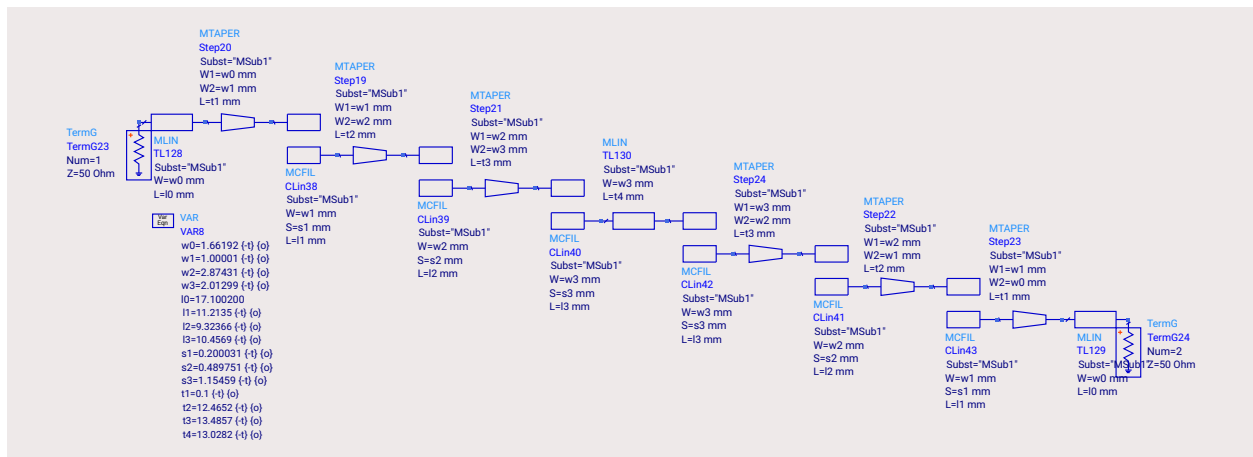 MTAPER
Step20
Subst="MSub1"
W1=w0 mm
W2=w1 mm
L=t1 mm
MTAPER
Step19
Subst="MSub1"
W1=w1 mm
W2=w2 mm
L=t2 mm
MTAPER
Step21
Subst="MSub1"
W1=w2 mm
W2=w3 mm
L=t3 mm
TermG
TermG23
Num=1
Z=50 Ohm
MLIN
TL128
Subst="MSub1"
W=w0 mm
L=l0 mm
MLIN
TL130
Subst="MSub1"
W=w3 mm
L=t4 mm
MCFIL
CLin38
Subst="MSub1"
W=w1 mm
S=s1 mm
L=l1 mm
MTAPER
Step24
Subst="MSub1"
W1=w3 mm
W2=w2 mm
L=t3 mm
MCFIL
CLin39
Subst="MSub1"
W=w2 mm
S=s2 mm
L=l2 mm
MTAPER
Step22
Subst="MSub1"
W1=w2 mm
W2=w1 mm
L=t2 mm
Var
Eqn
VAR
VAR8
w0=1.66192 {-t} {o}
w1=1.00001 {-t} {o}
w2=2.87431 {-t} {o}
w3=2.01299 {-t} {o}
l0=17.100200
l1=11.2135 {-t} {o}
l2=9.32366 {-t} {o}
l3=10.4569 {-t} {o}
s1=0.200031 {-t} {o}
s2=0.489751 {-t} {o}
s3=1.15459 {-t} {o}
t1=0.1 {-t} {o}
t2=12.4652 {-t} {o}
t3=13.4857 {-t} {o}
t4=13.0282 {-t} {o}
MCFIL
CLin40
Subst="MSub1"
W=w3 mm
S=s3 mm
L=l3 mm
MTAPER
Step23
Subst="MSub1"
W1=w1 mm
W2=w0 mm
L=t1 mm
MCFIL
CLin42
Subst="MSub1"
W=w3 mm
S=s3 mm
L=l3 mm
MCFIL
CLin41
Subst="MSub1"
W=w2 mm
S=s2 mm
L=l2 mm
MCFIL
CLin43
Subst="MSub1"
W=w1 mm
S=s1 mm
L=l1 mm
MLIN
TL129
Subst="MSub1"
W=w0 mm
L=l0 mm
TermG
TermG24
Num=2
Z=50 Ohm